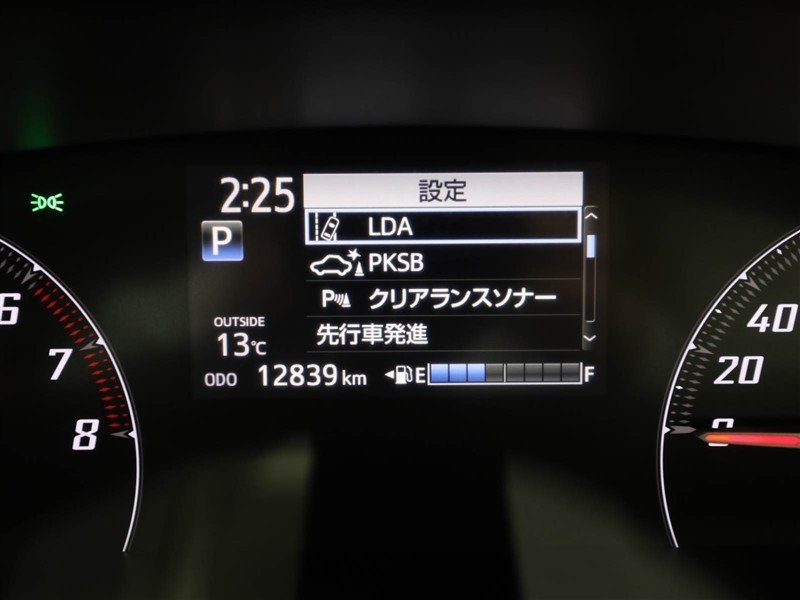 2:25
設定
LDA
P
PKSB
P クリアランスソナー
OUTSIDE
13℃
先行車発進
ODO 12839 km
E F
6
7
8
40
20
0